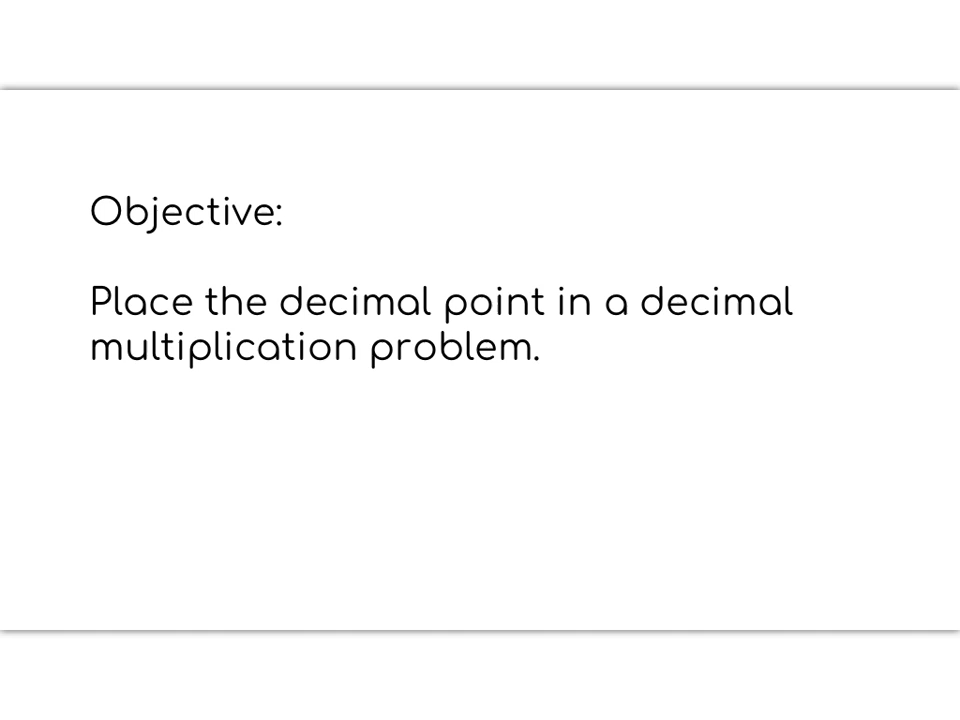 Objective:
Place the decimal point in a decimal
multiplication problem.